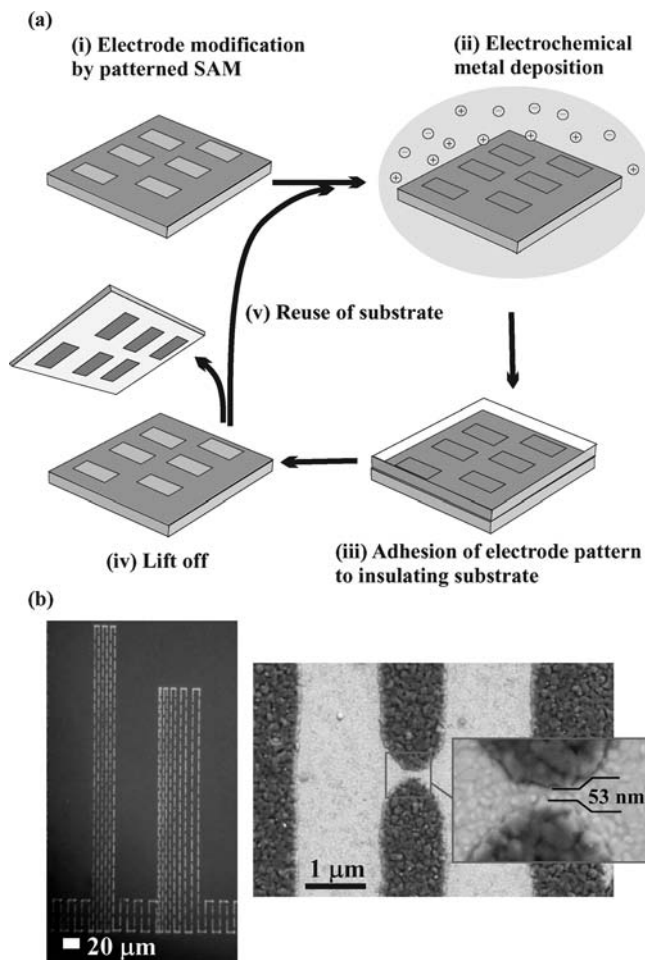 (a)
(i) Electrode modification
by patterned SAM
(ii) Electrochemical
metal deposition
(v) Reuse of substrate
(iv) Lift off
(iii) Adhesion of electrode pattern
to insulating substrate
(b)
20 μm
1 μm
53 nm